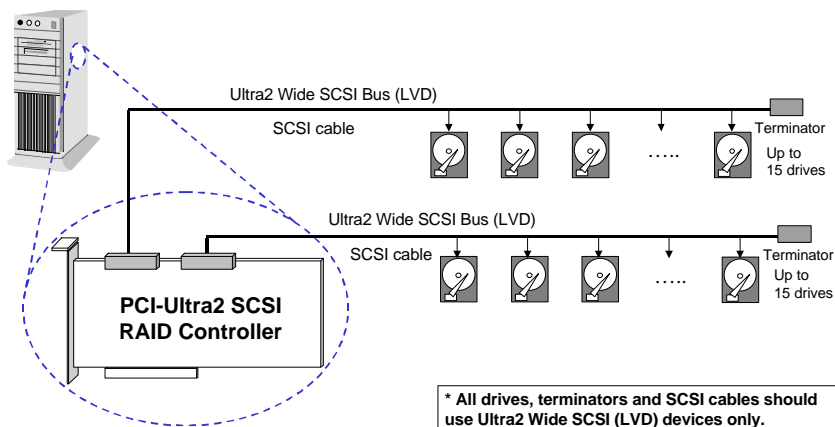 Ultra2 Wide SCSI Bus (LVD)
SCSI cable
Terminator
Up to
15 drives
.....
Ultra2 Wide SCSI Bus (LVD)
SCSI cable
Terminator
Up to
15 drives
.....
PCI-Ultra2 SCSI
RAID Controller
* All drives, terminators and SCSI cables should
use Ultra2 Wide SCSI (LVD) devices only.